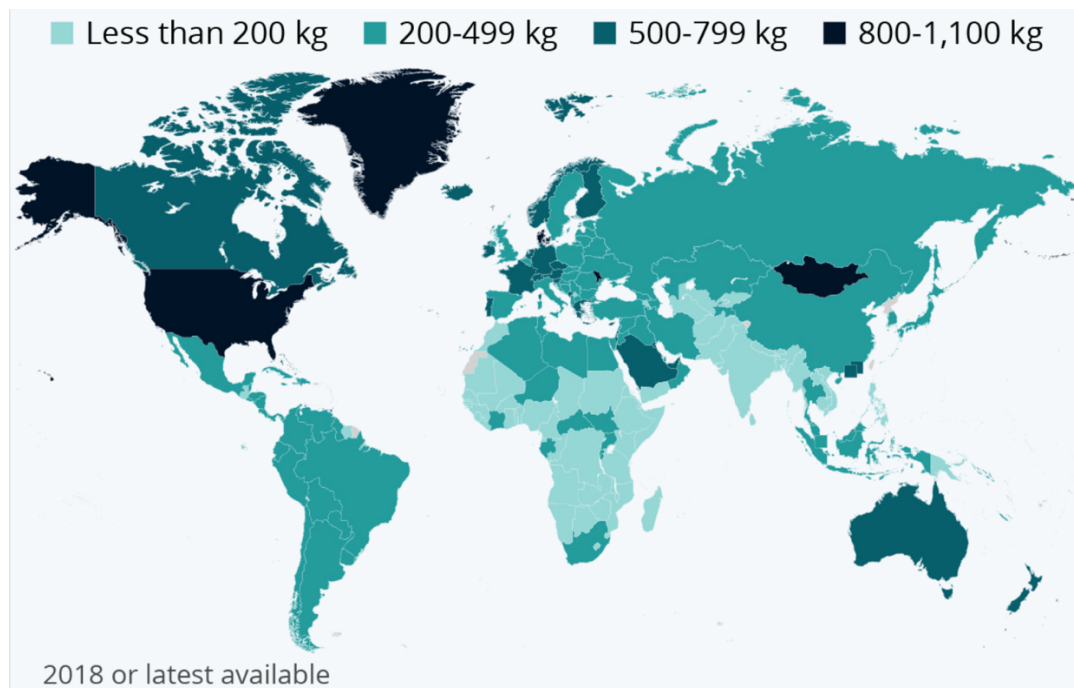 Less than 200 kg 200-499 kg 500-799 kg 800-1,100 kg
2018 or latest available